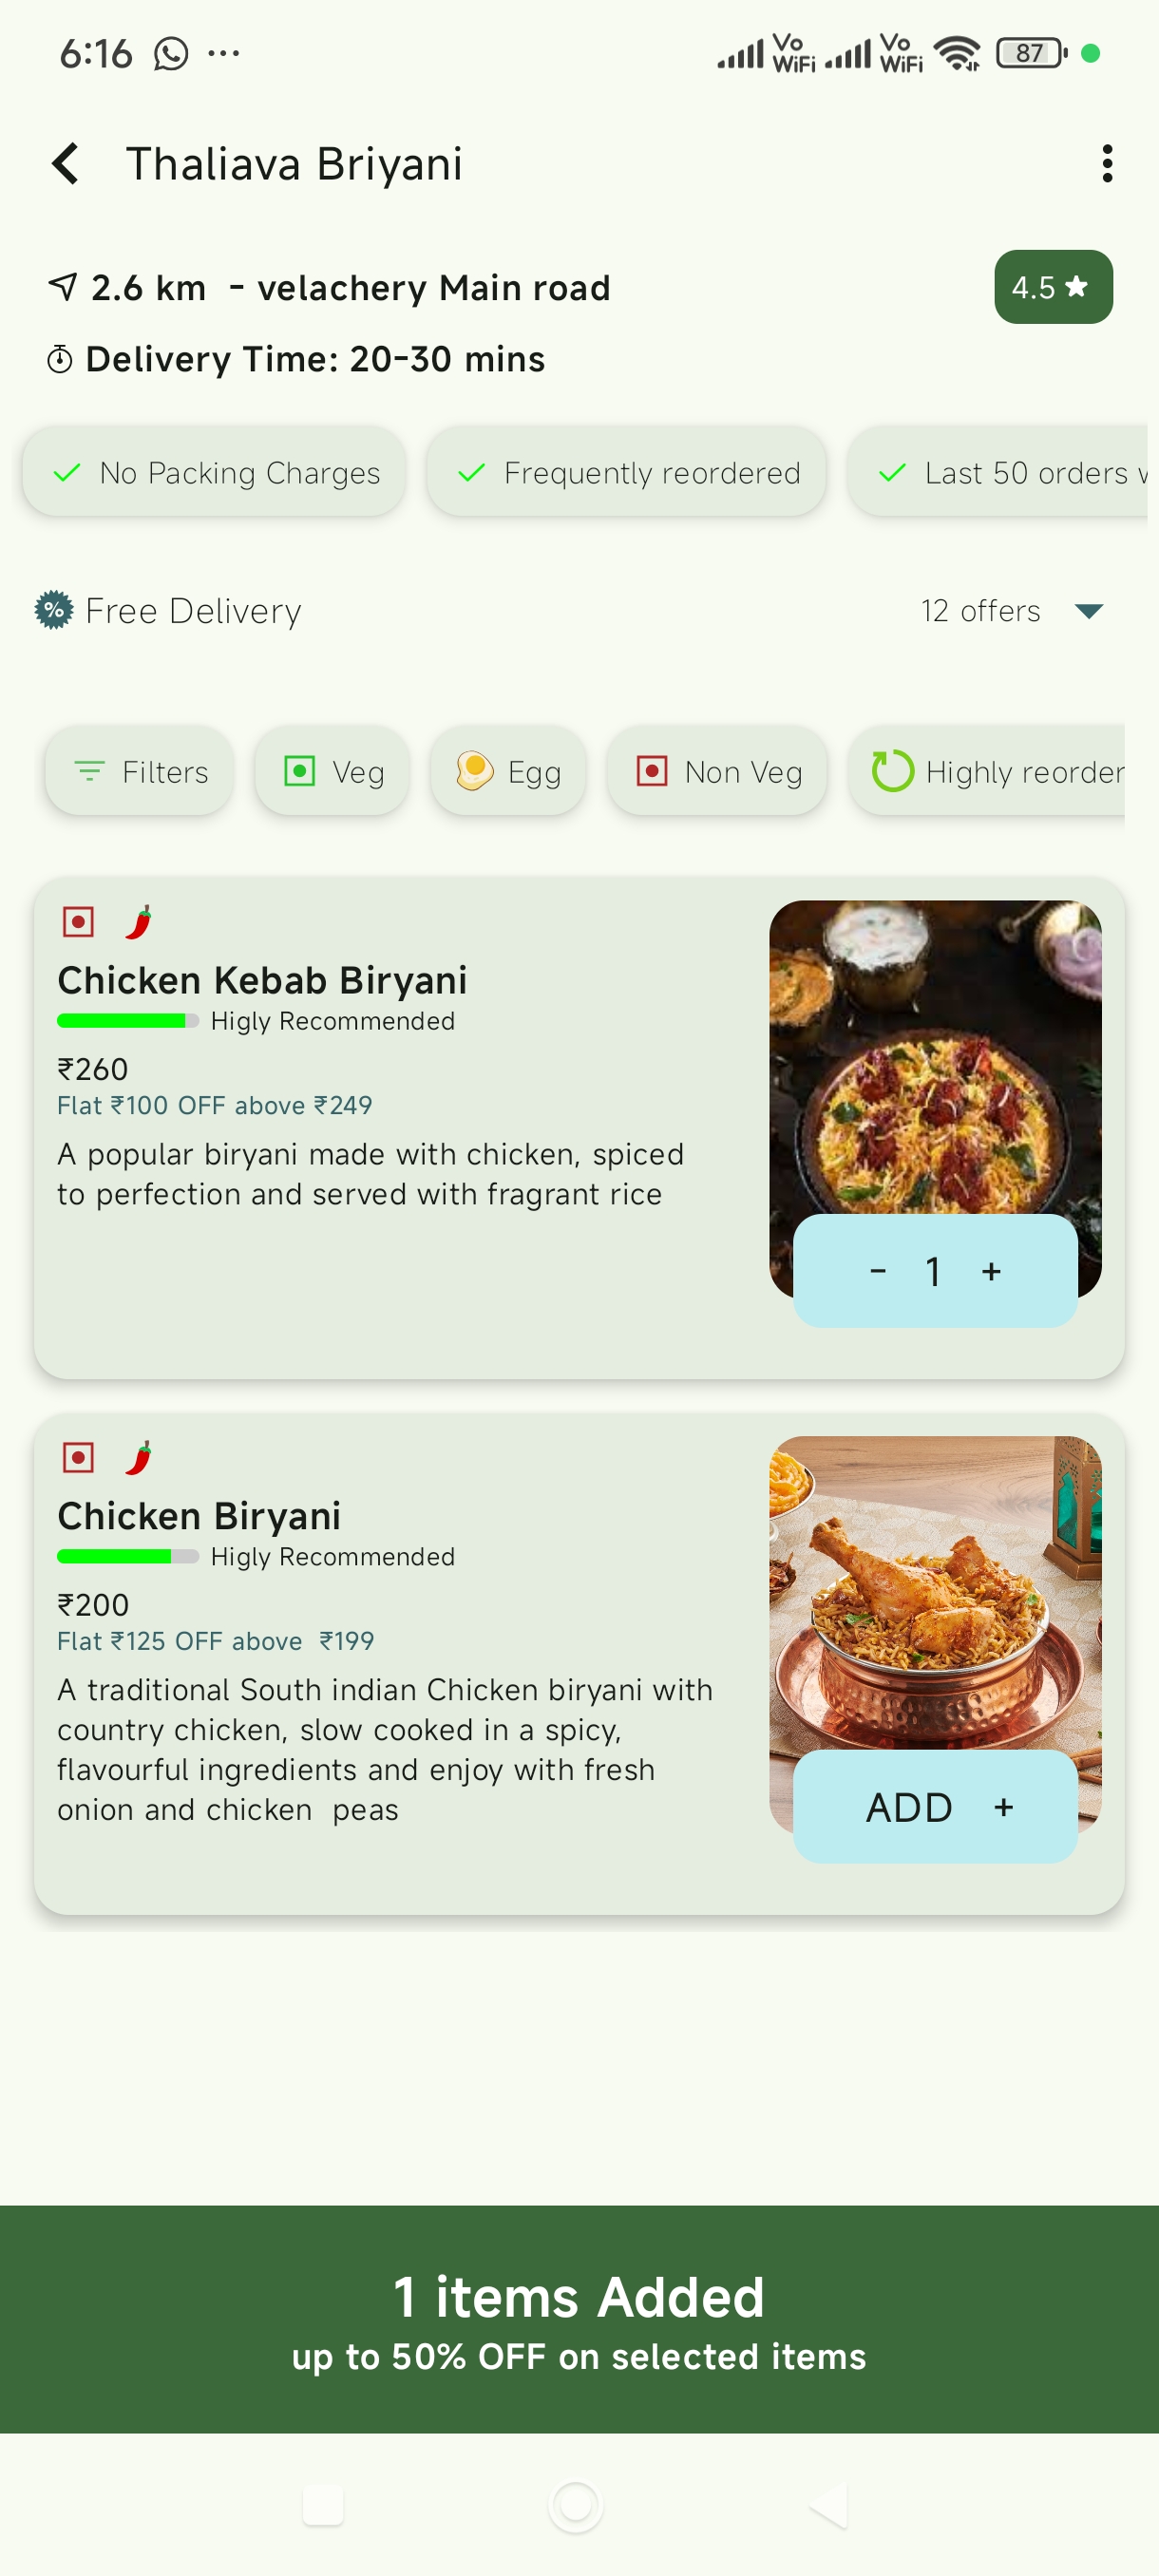 6:16 ... Vo WiFi Vo WiFi 87
Thaliava Briyani
2.6 km - velachery Main road 4.5
Delivery Time: 20-30 mins
No Packing Charges Frequently reordered Last 50 orders
% Free Delivery 12 offers
Filters Veg Egg Non Veg Highly reorder
Chicken Kebab Biryani
Higly Recommended
₹260
Flat ₹100 OFF above ₹249
A popular biryani made with chicken, spiced
to perfection and served with fragrant rice
- 1 +
Chicken Biryani
Higly Recommended
₹200
Flat ₹125 OFF above ₹199
A traditional South indian Chicken biryani with
country chicken, slow cooked in a spicy,
flavourful ingredients and enjoy with fresh
onion and chicken peas
ADD +
1 items Added
up to 50% OFF on selected items